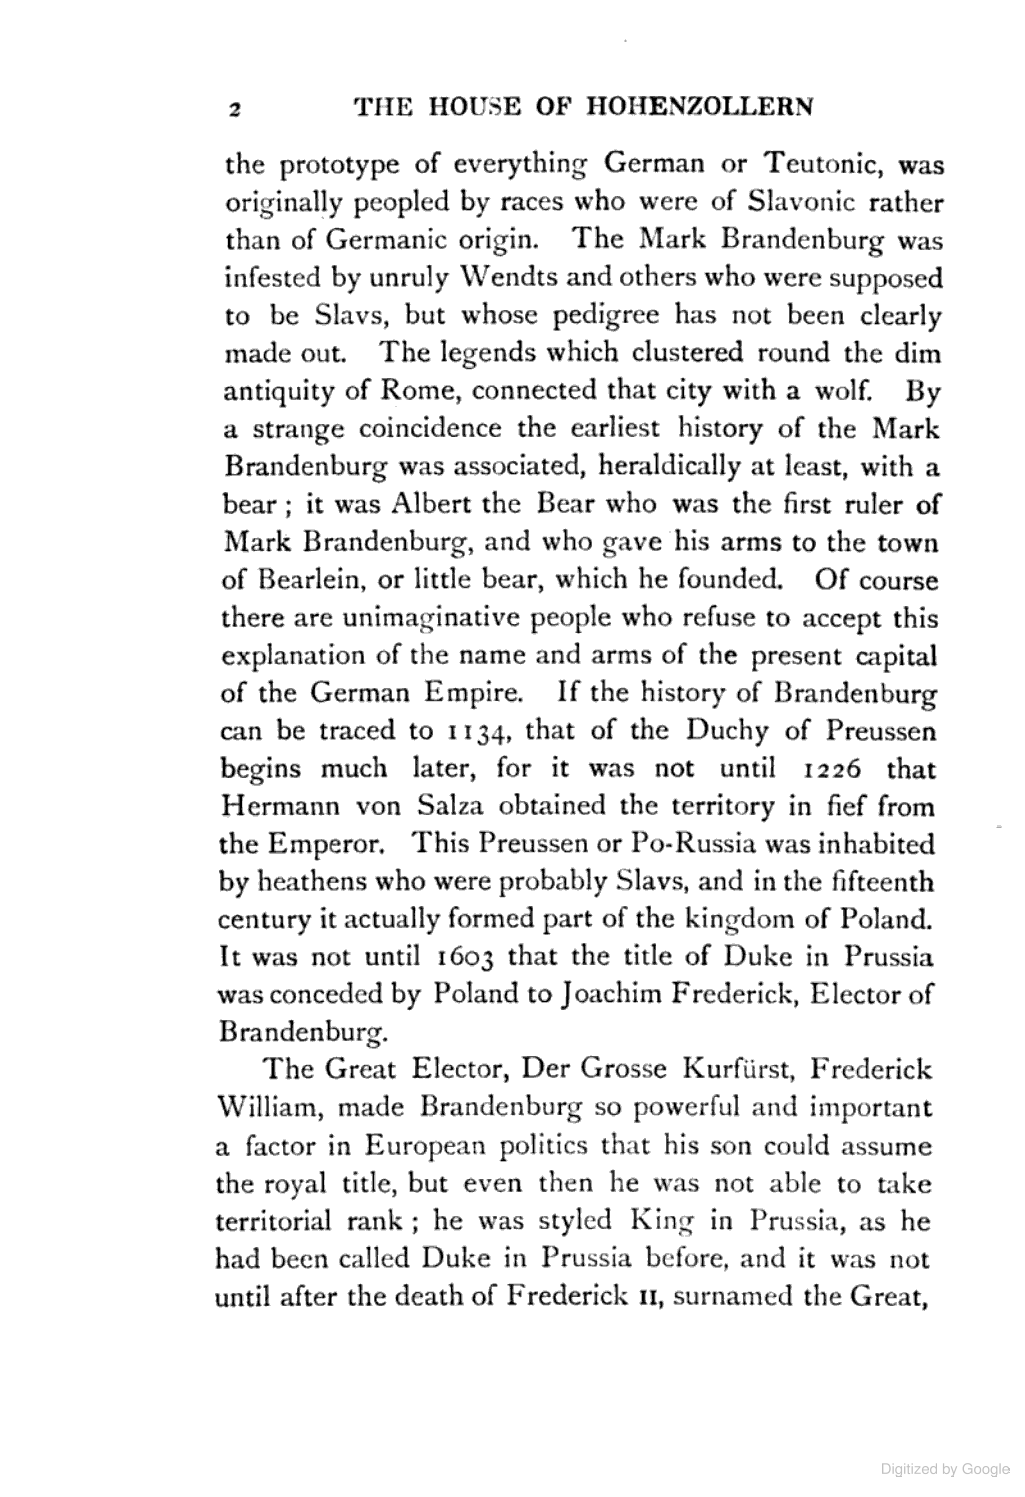 2 THE HOUSE OF HOHENZOLLERN
the prototype of everything German or Teutonic, was
originally peopled by races who were of Slavonic rather
than of Germanic origin. The Mark Brandenburg was
infested by unruly Wendts and others who were supposed
to be Slavs, but whose pedigree has not been clearly
made out. The legends which clustered round the dim
antiquity of Rome, connected that city with a wolf. By
a strange coincidence the earliest history of the Mark
Brandenburg was associated, heraldically at least, with a
bear ; it was Albert the Bear who was the first ruler of
Mark Brandenburg, and who gave his arms to the town
of Bearlein, or little bear, which he founded. Of course
there are unimaginative people who refuse to accept this
explanation of the name and arms of the present capital
of the German Empire. If the history of Brandenburg
can be traced to 1134, that of the Duchy of Preussen
begins much later, for it was not until 1226 that
Hermann von Salza obtained the territory in fief from
the Emperor. This Preussen or Po-Russia was inhabited
by heathens who were probably Slavs, and in the fifteenth
century it actually formed part of the kingdom of Poland.
It was not until 1603 that the title of Duke in Prussia
was conceded by Poland to Joachim Frederick, Elector of
Brandenburg.
The Great Elector, Der Grosse Kurfürst, Frederick
William, made Brandenburg so powerful and important
a factor in European politics that his son could assume
the royal title, but even then he was not able to take
territorial rank ; he was styled King in Prussia, as he
had been called Duke in Prussia before, and it was not
until after the death of Frederick II, surnamed the Great,
Digitized by Google